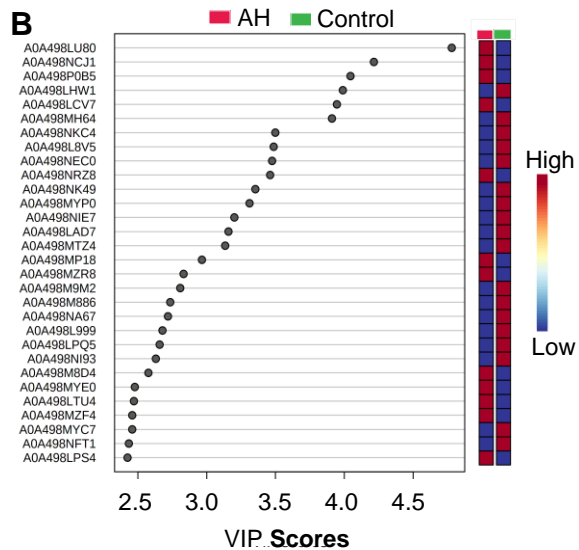 B
AH Control
A0A498LU80
A0A498NCJ1
A0A498P0B5
A0A498LHW1
A0A498LCV7
A0A498MH64
A0A498NKC4
A0A498L8V5
A0A498NEC0
A0A498NRZ8
A0A498NK49
A0A498MYP0
A0A498NIE7
A0A498LAD7
A0A498MTZ4
A0A498MP18
A0A498MZR8
A0A498M9M2
A0A498M886
A0A498NA67
A0A498L999
A0A498LPQ5
A0A498NI93
A0A498M8D4
A0A498MYE0
A0A498LTU4
A0A498MZF4
A0A498MYC7
A0A498NFT1
A0A498LPS4
High
Low
2.5 3.0 3.5 4.0 4.5
VIP Scores